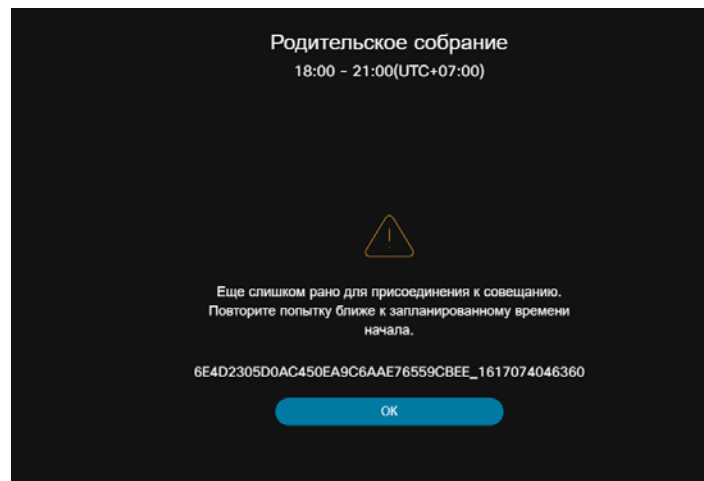 Родительское собрание
18:00 - 21:00(UTC+07:00)
Еще слишком рано для присоединения к совещанию.
Повторите попытку ближе к запланированному времени
начала.
6E4D2305D0AC450EA9C6AAE76559CBEE_1617074046360
ОК